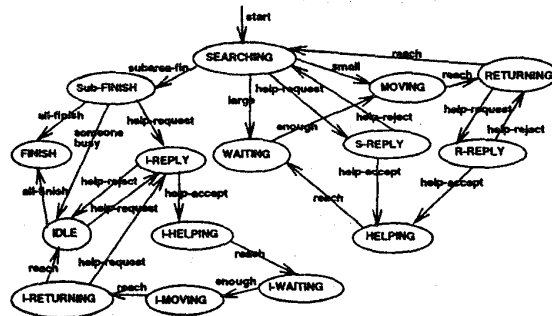 start
SEARCHING
reach
subarea-fin
small
RETURNING
Sub-FINISH
MOVING
reach
large
help-request
help-reject
help-request
help-reject
all-finish
someone
busy
help-request
enough
FINISH
I-REPLY
WAITING
S-REPLY
R-REPLY
all-finish
help-reject
help-request
help-accept
reach
help-accept
help-accept
IDLE
I-HELPING
HELPING
reach
help-request
reach
I-RETURNING
reach
I-MOVING
enough
I-WAITING